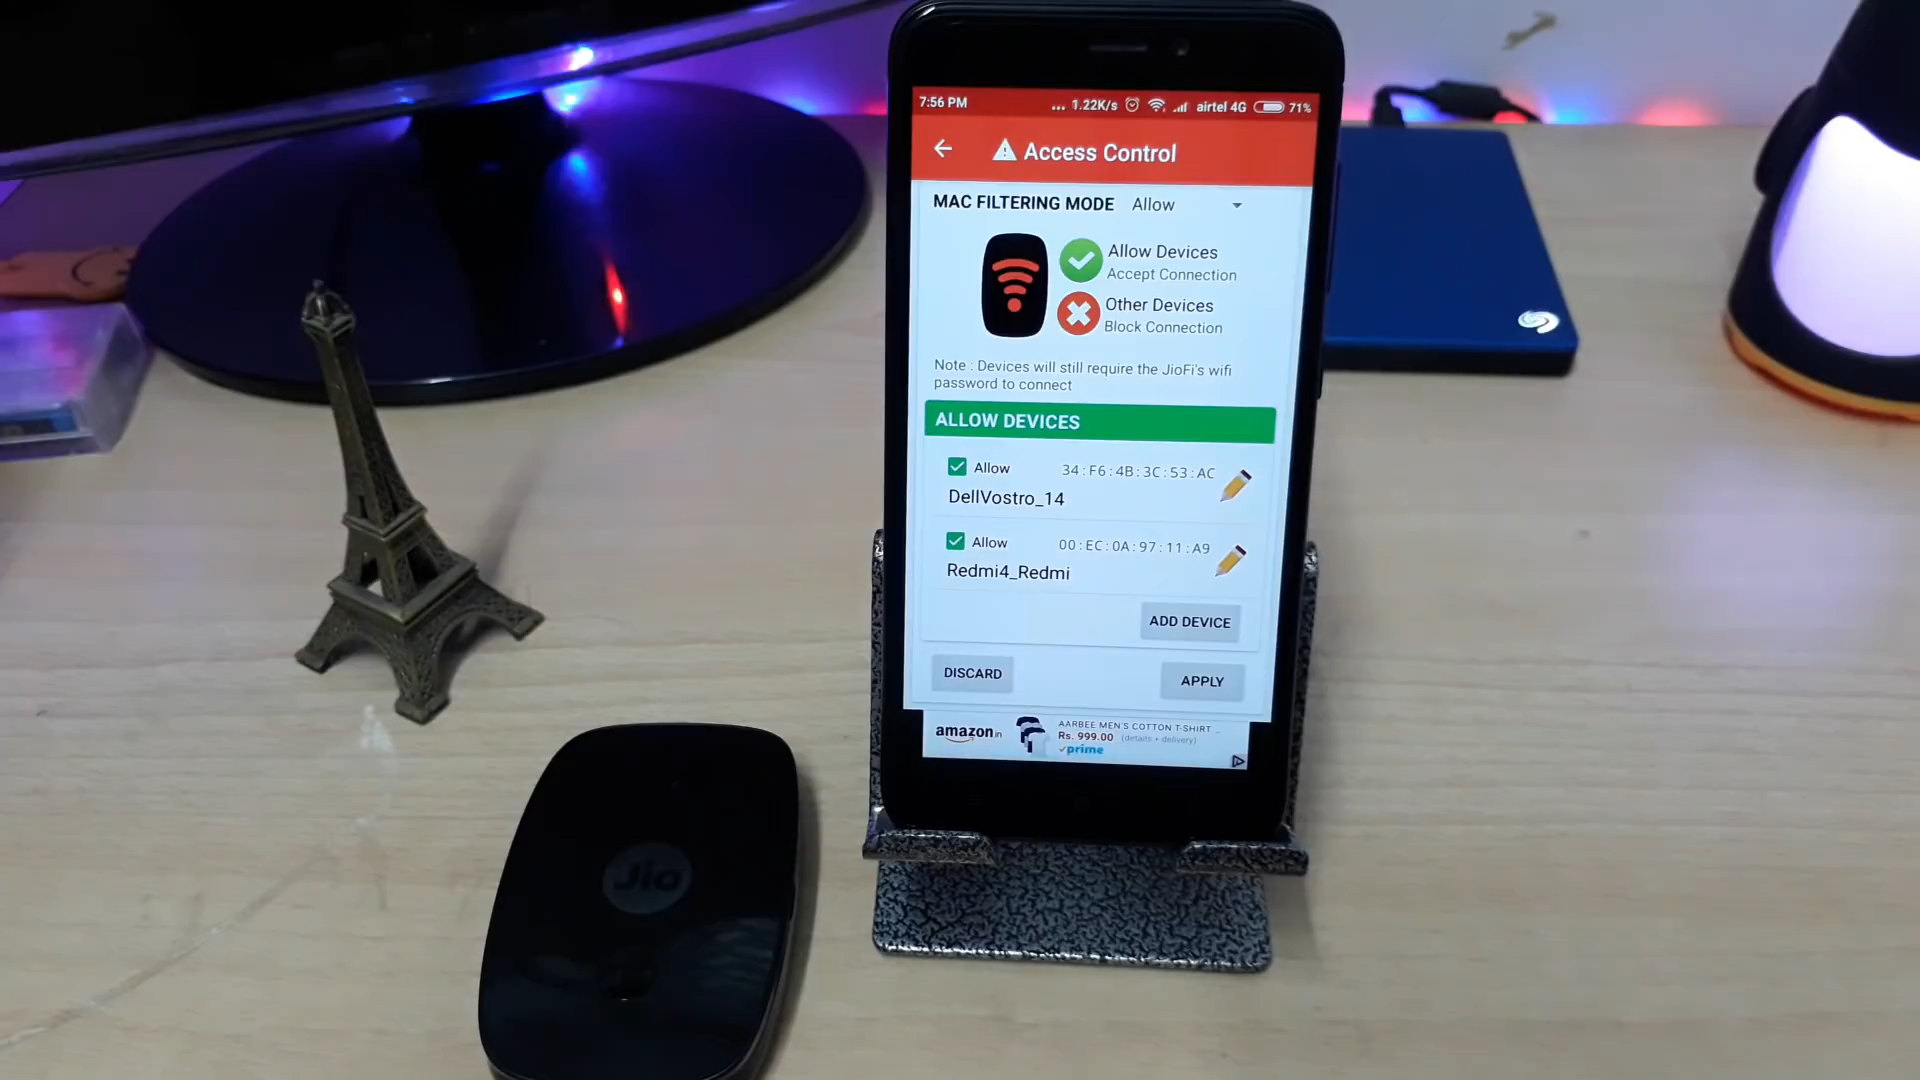 7:56 PM ... 1.22K/s airtel 4G 71%
Access Control
MAC FILTERING MODE Allow
Allow Devices
Accept Connection
Other Devices
Block Connection
Note : Devices will still require the JioFi's wifi
password to connect
ALLOW DEVICES
Allow 34:F6:4B:3C:53:AC
DellVostro_14
Allow 00:EC:0A:97:11:A9
Redmi4_Redmi
ADD DEVICE
DISCARD APPLY
amazon.in
AARBEE MEN'S COTTON T-SHIRT ...
Rs. 999.00 (details + delivery)
prime
Jio